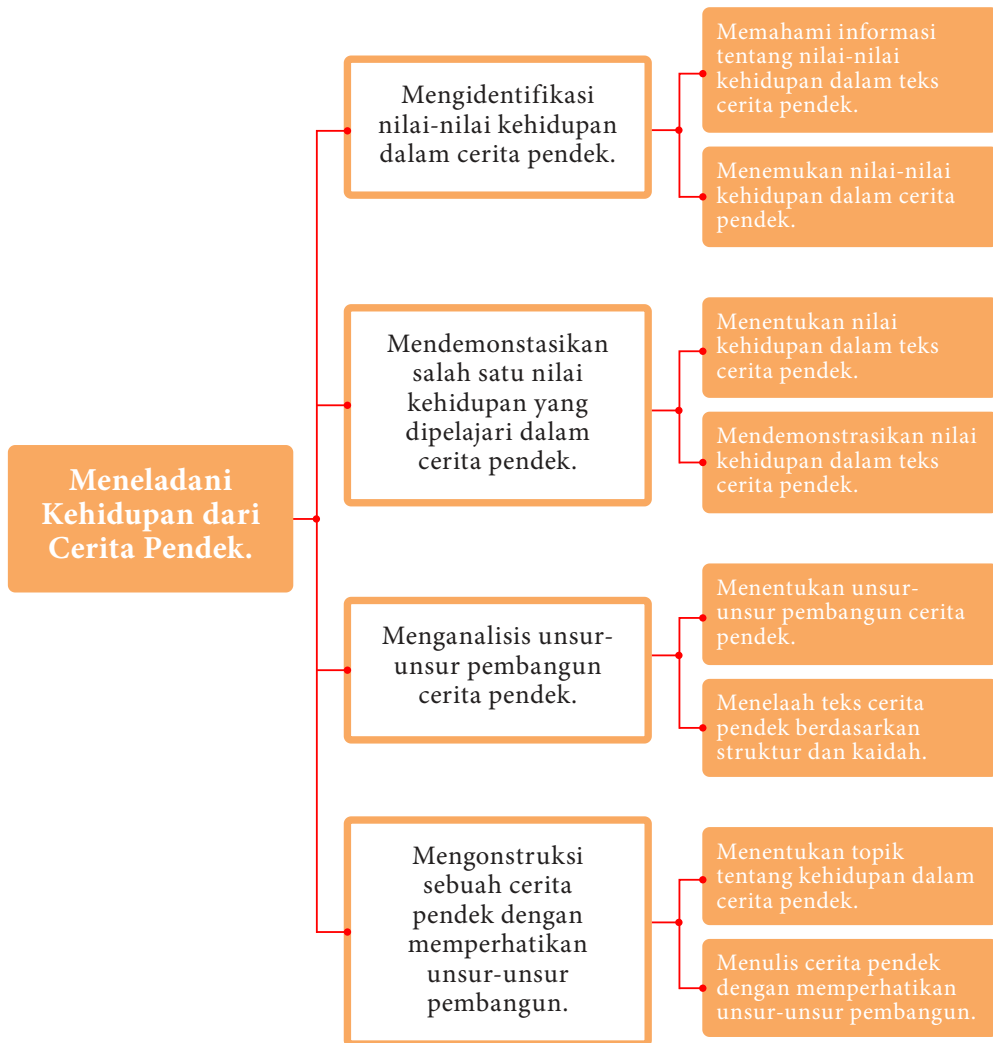 Meneladani
Kehidupan dari
Cerita Pendek.
Mengidentifikasi
nilai-nilai kehidupan
dalam cerita pendek.
Memahami informasi
tentang nilai-nilai
kehidupan dalam teks
cerita pendek.
Menemukan nilai-nilai
kehidupan dalam cerita
pendek.
Mendemonstasikan
salah satu nilai
kehidupan yang
dipelajari dalam
cerita pendek.
Menentukan nilai
kehidupan dalam teks
cerita pendek.
Mendemonstrasikan nilai
kehidupan dalam teks
cerita pendek.
Menganalisis unsur-
unsur pembangun
cerita pendek.
Menentukan unsur-
unsur pembangun cerita
pendek.
Menelaah teks cerita
pendek berdasarkan
struktur dan kaidah.
Mengonstruksi
sebuah cerita
pendek dengan
memperhatikan
unsur-unsur
pembangun.
Menentukan topik
tentang kehidupan dalam
cerita pendek.
Menulis cerita pendek
dengan memperhatikan
unsur-unsur pembangun.